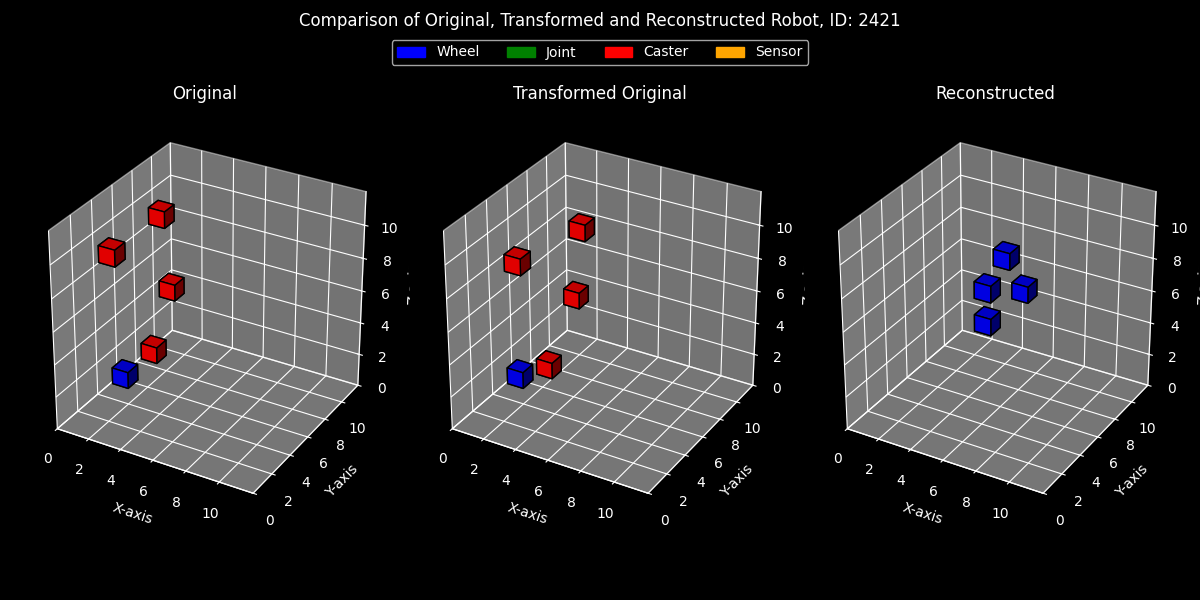 Comparison of Original, Transformed and Reconstructed Robot, ID: 2421
Wheel Joint Caster Sensor
Original Transformed Original Reconstructed
10 10 10
8 8 8
6 6 6
4 4 4
2 2 2
0 0 0
10 10 10
8 8 8
6 6 6
4 4 4
2 2 2
0 0 0
0 2 4 6 8 10 0 2 4 6 8 10 0 2 4 6 8 10
X-axis Y-axis X-axis Y-axis X-axis Y-axis